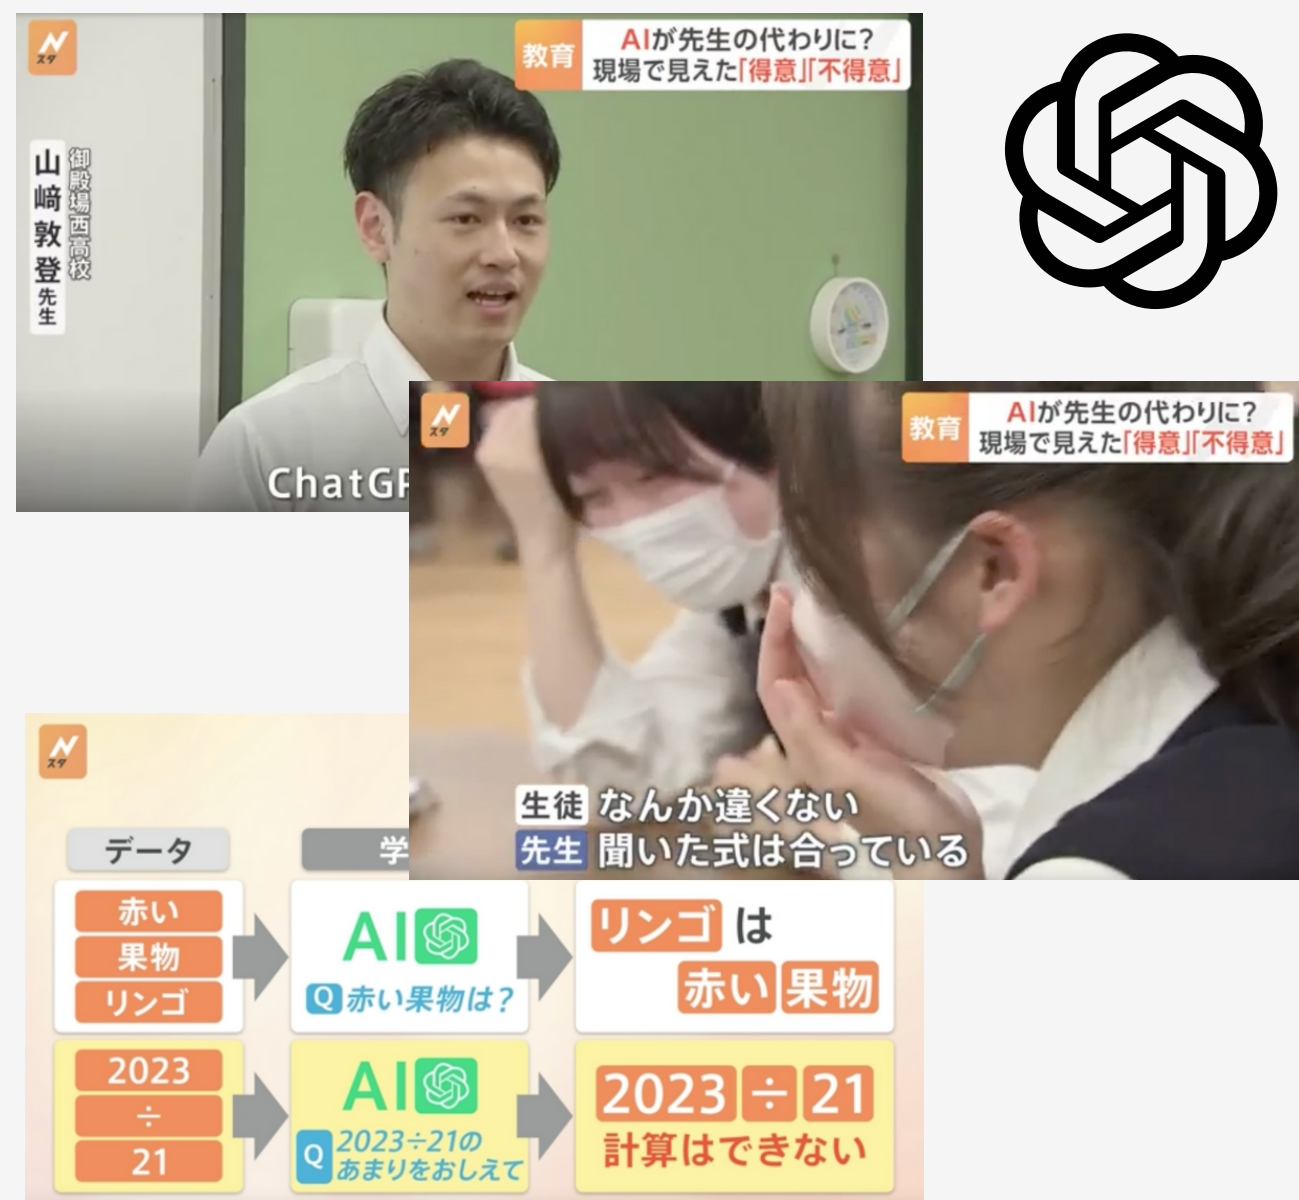 スタ
教育
AIが先生の代わりに?
現場で見えた「得意」「不得意」
御殿場西高校
山﨑敦登先生
ChatGP
スタ
教育
AIが先生の代わりに?
現場で見えた「得意」「不得意」
生徒 なんか違くない
先生 聞いた式は合っている
スタ
データ
学
赤い
果物
リンゴ
AI
Q 赤い果物は?
リンゴ は
赤い 果物
2023
÷
21
AI
Q 2023÷21の
あまりをおしえて
2023 ÷ 21
計算はできない